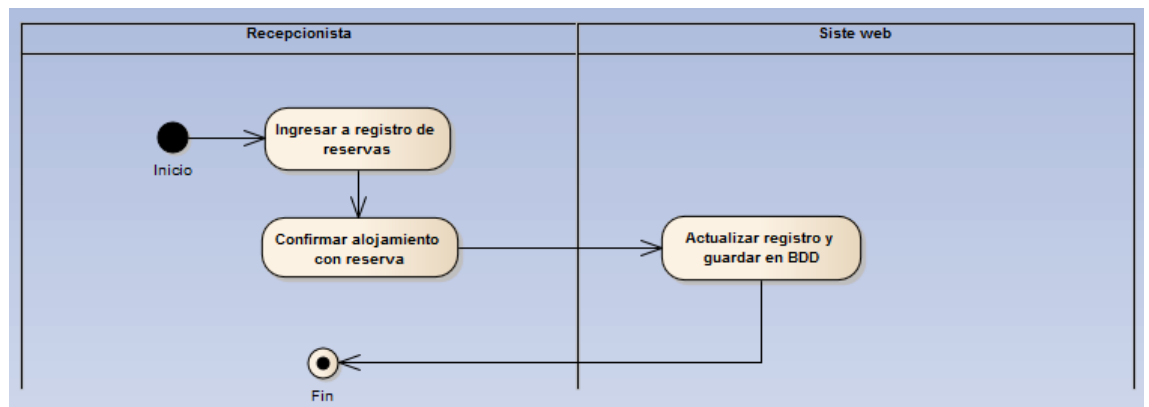 Recepcionista
Siste web
Ingresar a registro de
reservas
Inicio
Confirmar alojamiento
con reserva
Actualizar registro y
guardar en BDD
Fin